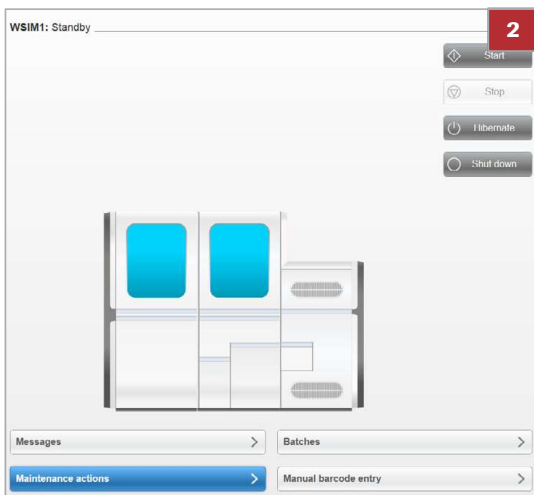 WSIM1: Standby
2
Start
Stop
Hibernate
Shut down
Messages
Batches
Maintenance actions
Manual barcode entry